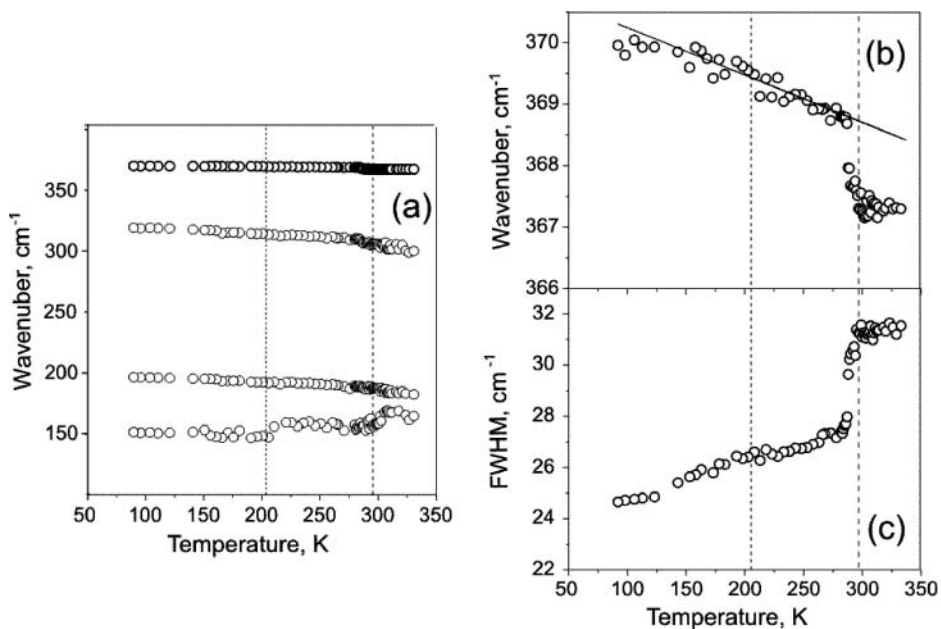 Wavenuber, cm-1
350
300
250
200
150
50 100 150 200 250 300 350
Temperature, K
(a)
Wavenuber, cm-1
370
369
368
367
366
(b)
FWHM, cm-1
32
30
28
26
24
22
50 100 150 200 250 300 350
Temperature, K
(c)